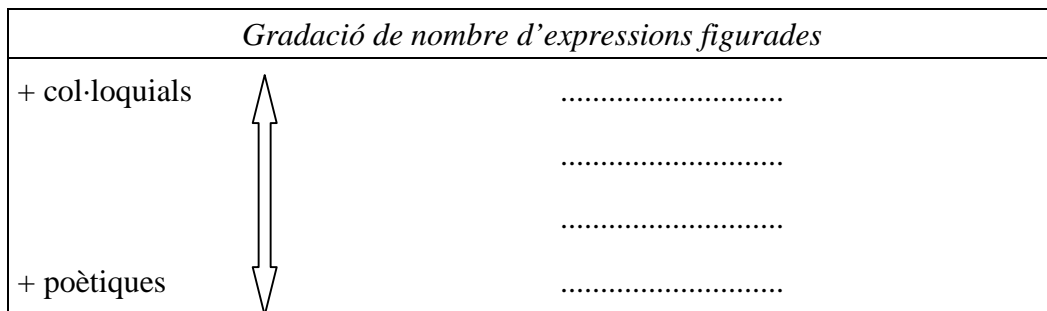 Gradació de nombre d’expressions figurades
+ col·loquials ............................
............................
............................
+ poètiques ............................